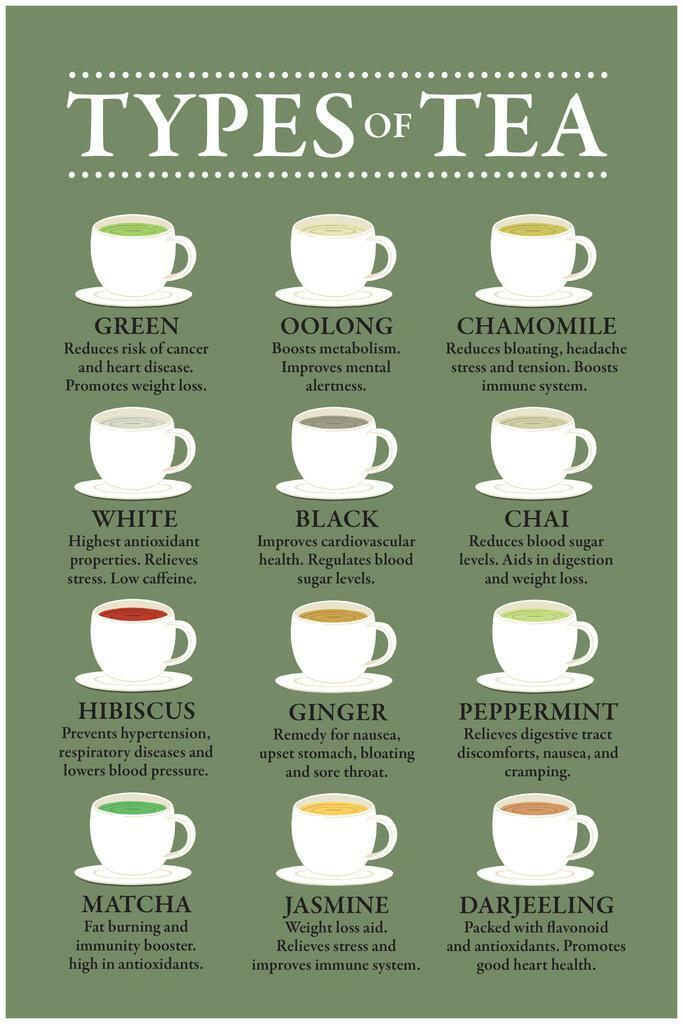 TYPES OF TEA
GREEN
Reduces risk of cancer
and heart disease.
Promotes weight loss.
OOLONG
Boosts metabolism.
Improves mental
alertness.
CHAMOMILE
Reduces bloating, headache
stress and tension. Boosts
immune system.
WHITE
Highest antioxidant
properties. Relieves
stress. Low caffeine.
BLACK
Improves cardiovascular
health. Regulates blood
sugar levels.
CHAI
Reduces blood sugar
levels. Aids in digestion
and weight loss.
HIBISCUS
Prevents hypertension,
respiratory diseases and
lowers blood pressure.
GINGER
Remedy for nausea,
upset stomach, bloating
and sore throat.
PEPPERMINT
Relieves digestive tract
discomforts, nausea, and
cramping.
MATCHA
Fat burning and
immunity booster.
high in antioxidants.
JASMINE
Weight loss aid.
Relieves stress and
improves immune system.
DARJEELING
Packed with flavonoid
and antioxidants. Promotes
good heart health.